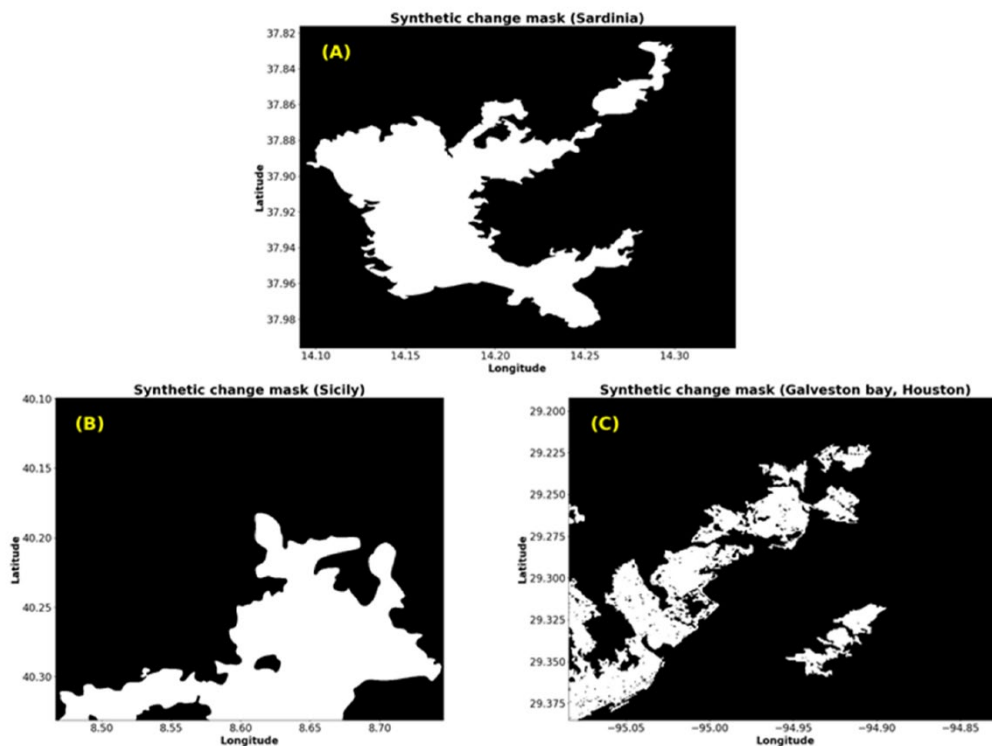 Synthetic change mask (Sardinia)
(A)
Latitude
37.82
37.84
37.86
37.88
37.90
37.92
37.94
37.96
37.98
14.10 14.15 14.20 14.25 14.30
Longitude
Synthetic change mask (Sicily)
(B)
Latitude
40.10
40.15
40.20
40.25
40.30
8.50 8.55 8.60 8.65 8.70
Longitude
Synthetic change mask (Galveston bay, Houston)
(C)
Latitude
29.200
29.225
29.250
29.275
29.300
29.325
29.350
29.375
−95.05 −95.00 −94.95 −94.90 −94.85
Longitude